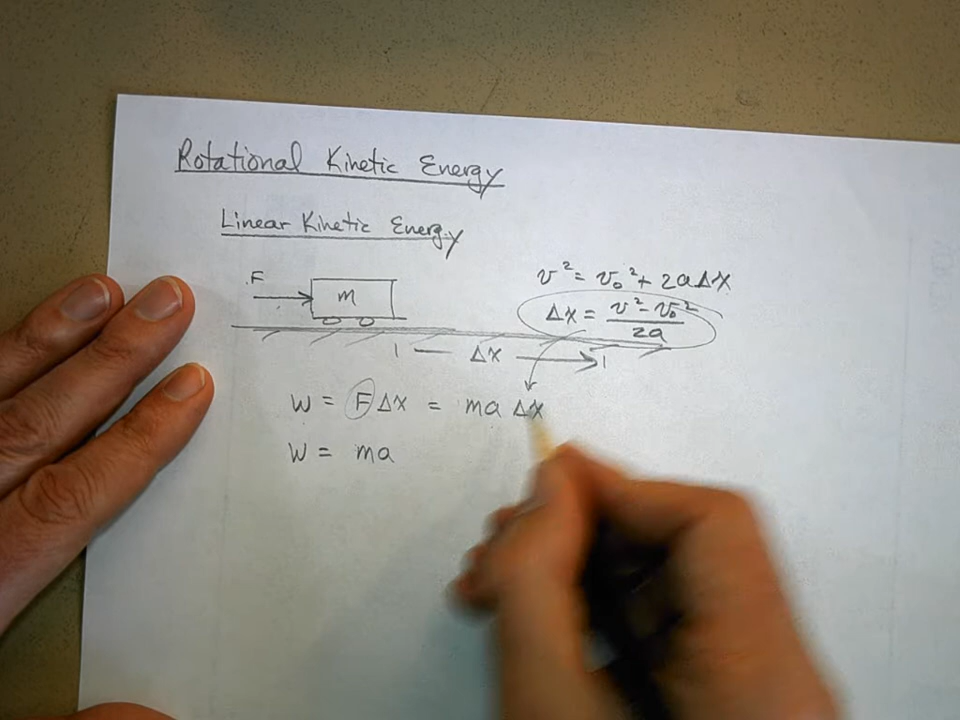 Rotational Kinetic Energy
Linear Kinetic Energy
F
m
v² = v₀² + 2aΔx
Δx = (v² - v₀²)/2a
Δx
W = FΔx = ma Δx
W = ma